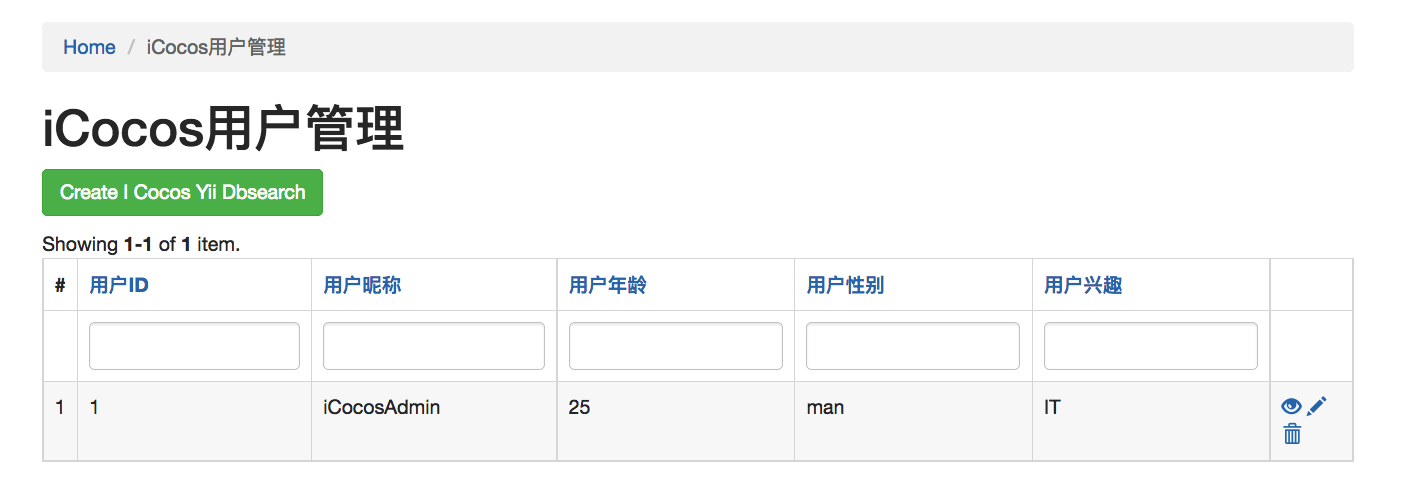 Home / iCocos用户管理
iCocos用户管理
Create I Cocos Yii Dbsearch
Showing 1-1 of 1 item.
# 用户ID 用户昵称 用户年龄 用户性别 用户兴趣
1 1 iCocosAdmin 25 man IT